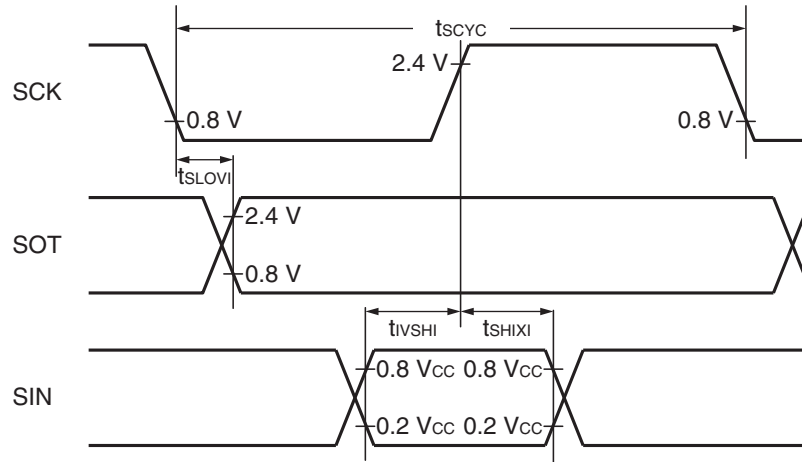 tSCYC
SCK
2.4 V
0.8 V
0.8 V
tSLOVI
SOT
2.4 V
0.8 V
tIVSHI
tSHIXI
SIN
0.8 VCC 0.8 VCC
0.2 VCC 0.2 VCC